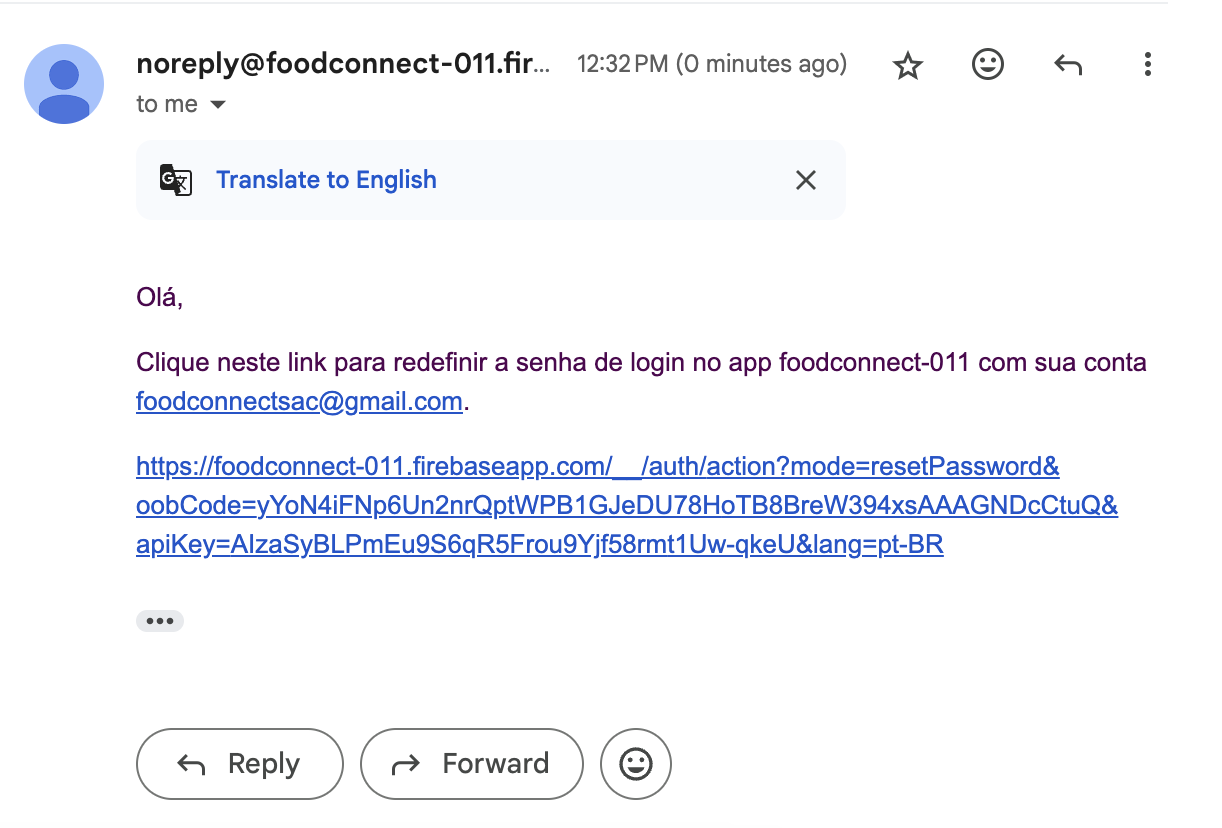 noreply@foodconnect-011.fir... 12:32 PM (0 minutes ago)
to me
Translate to English
Olá,
Clique neste link para redefinir a senha de login no app foodconnect-011 com sua conta
foodconnectsac@gmail.com.
https://foodconnect-011.firebaseapp.com/__/auth/action?mode=resetPassword&
oobCode=yYoN4iFNp6Un2nrQptWPB1GJeDU78HoTB8BreW394xsAAAGNDcCtuQ&
apiKey=AIzaSyBLPmEu9S6qR5Frou9Yjf58rmt1Uw-qkeU&lang=pt-BR
Reply Forward